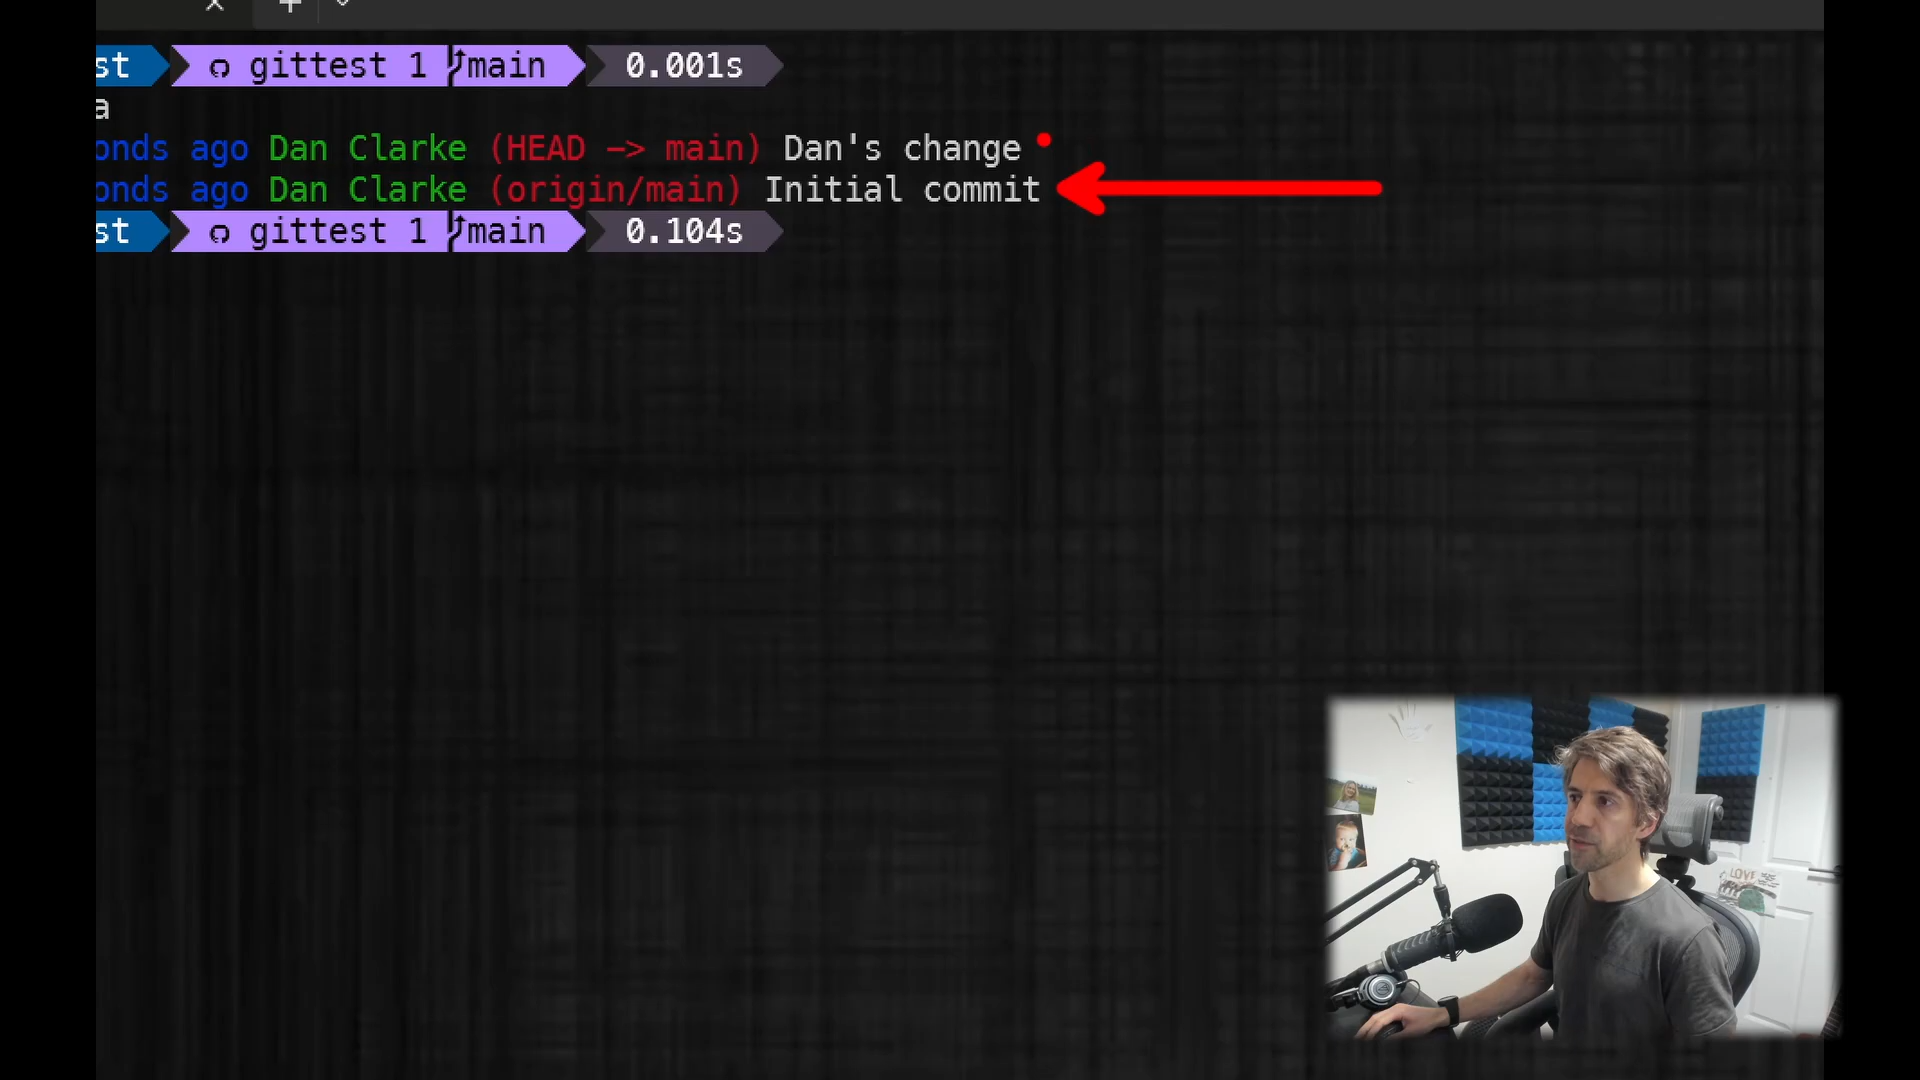 st gittest 1 main 0.001s
a
onds ago Dan Clarke (HEAD -> main) Dan's change
onds ago Dan Clarke (origin/main) Initial commit
st gittest 1 main 0.104s
LOVE